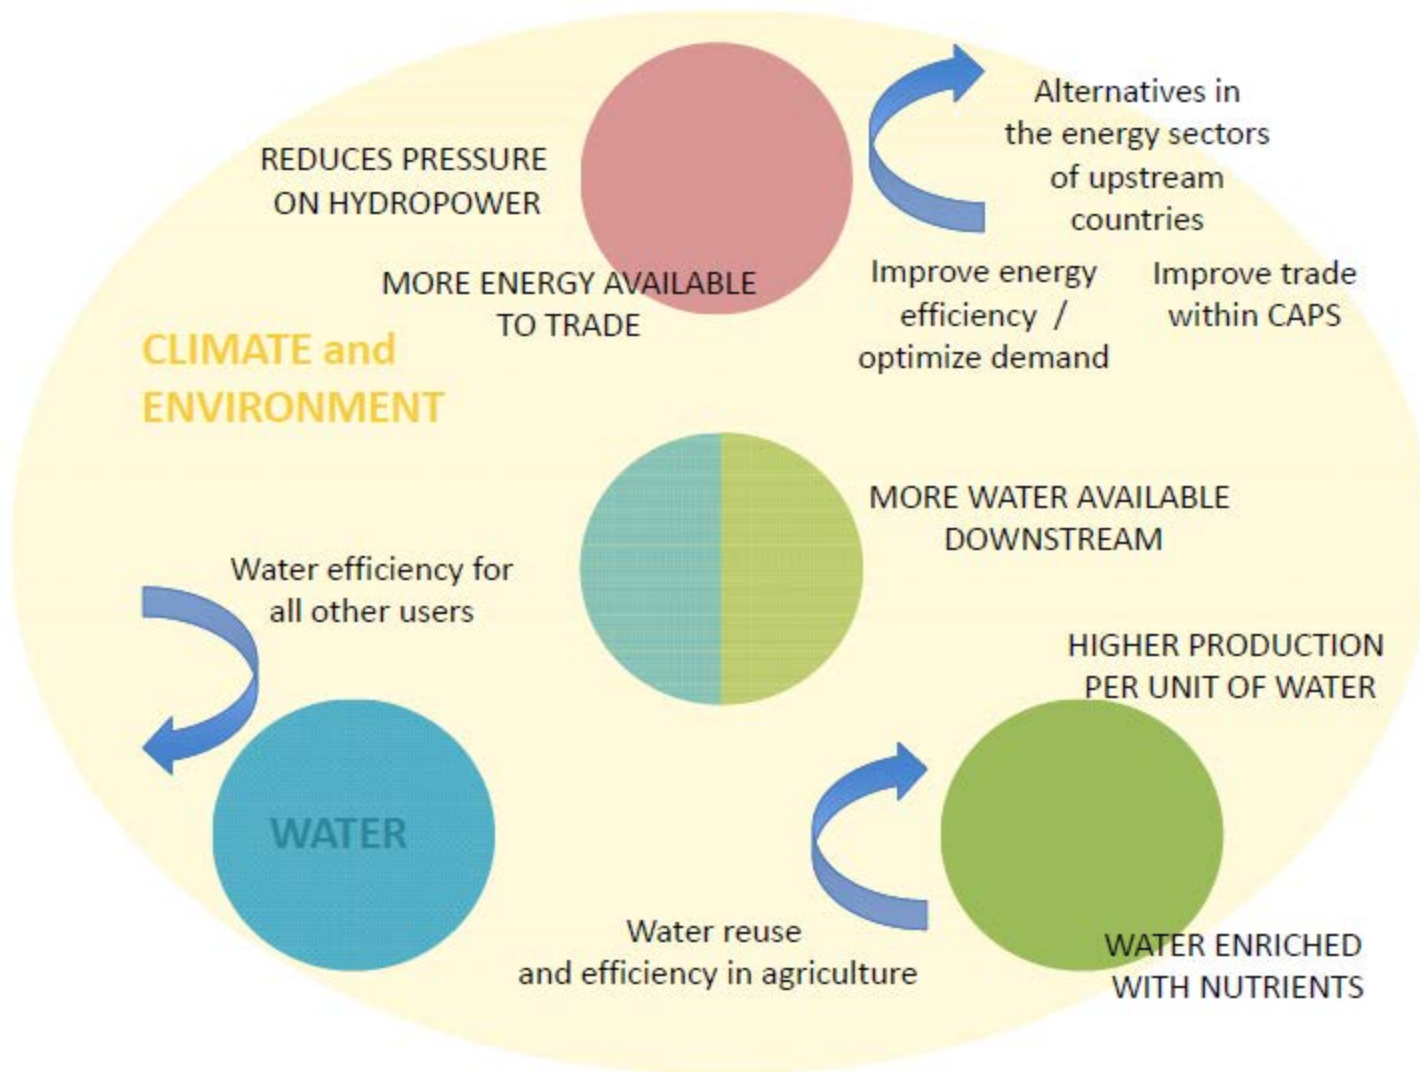 REDUCES PRESSURE
ON HYDROPOWER
Alternatives in
the energy sectors
of upstream
countries
MORE ENERGY AVAILABLE
TO TRADE
Improve energy
efficiency /
optimize demand
Improve trade
within CAPS
CLIMATE and
ENVIRONMENT
MORE WATER AVAILABLE
DOWNSTREAM
Water efficiency for
all other users
HIGHER PRODUCTION
PER UNIT OF WATER
WATER
Water reuse
and efficiency in agriculture
WATER ENRICHED
WITH NUTRIENTS